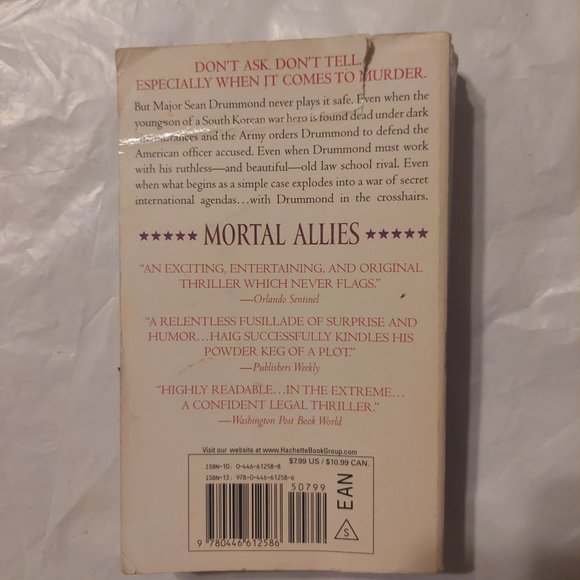 DON'T ASK. DON'T TELL.
ESPECIALLY WHEN IT COMES TO MURDER.
But Major Sean Drummond never plays it safe. Even when the
youngson of a South Korean war hero is found dead under dark
and the Army orders Drummond to defend the
American officer accused. Even when Drummond must work
with his ruthless—and beautiful—old law school rival. Even
when what begins as a simple case explodes into a war of secret
international agendas…with Drummond in the crosshairs.
★★★★★ MORTAL ALLIES ★★★★★
"AN EXCITING, ENTERTAINING, AND ORIGINAL
THRILLER WHICH NEVER FLAGS."
—Orlando Sentinel
"A RELENTLESS FUSILLADE OF SURPRISE AND
HUMOR…HAIG SUCCESSFULLY KINDLES HIS
POWDER KEG OF A PLOT."
—Publishers Weekly
"HIGHLY READABLE…IN THE EXTREME…
A CONFIDENT LEGAL THRILLER."
—Washington Post Book World
Visit our website at www.HachetteBookGroup.com
ISBN-10: 0-446-61258-8 $7.99 US / $10.99 CAN.
ISBN-13: 978-0-446-61258-6
50799
EAN
S
9 780446 612586